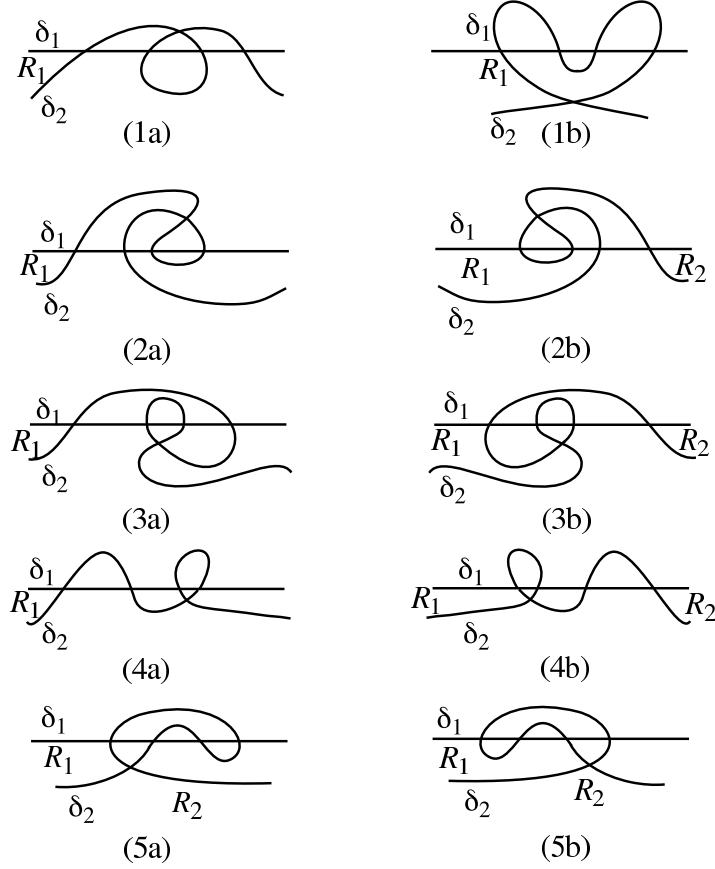 δ1 δ1
R1 R1
δ2 δ2
(1a) (1b)
δ1 δ1
R1 R1 R2
δ2 δ2
(2a) (2b)
δ1 δ1
R1 R1 R2
δ2 δ2
(3a) (3b)
δ1 δ1
R1 R1 R2
δ2 δ2
(4a) (4b)
δ1 δ1
R1 R1
δ2 R2 δ2 R2
(5a) (5b)